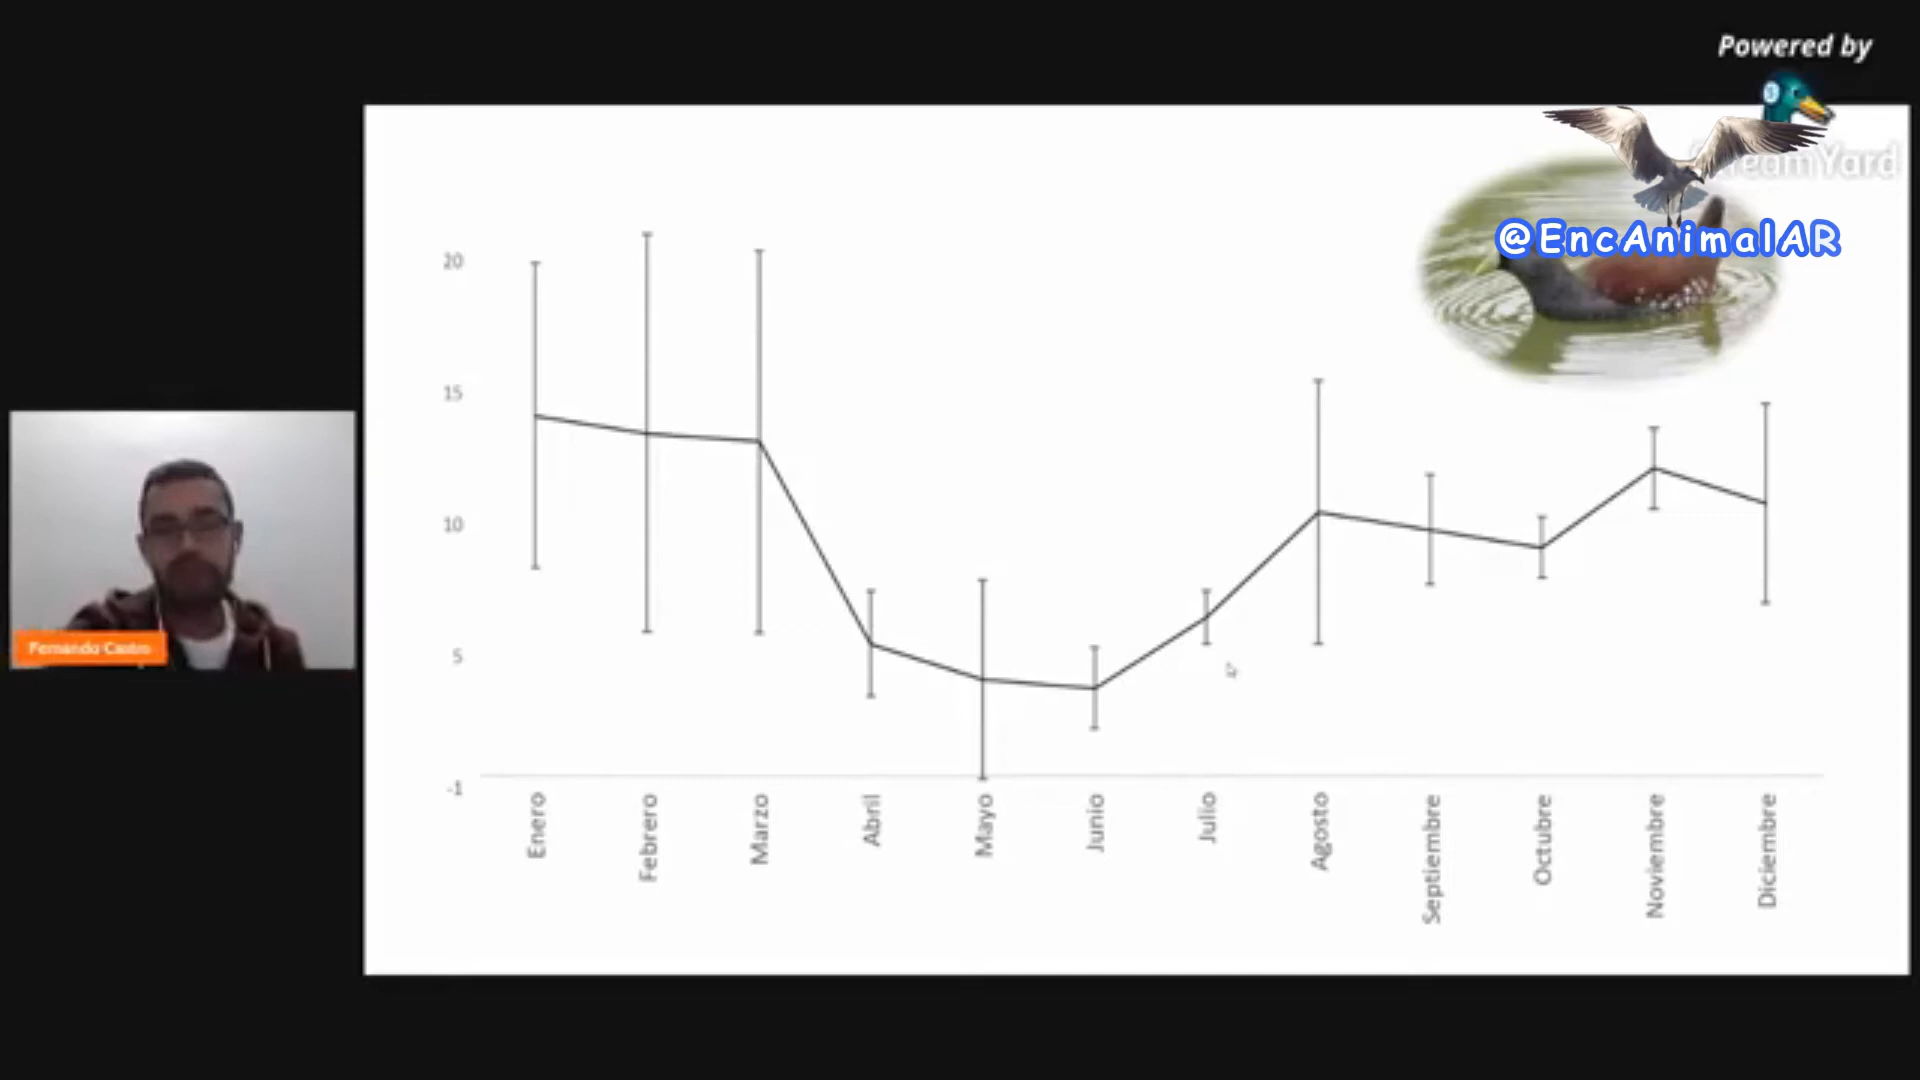 Powered by
StreamYard
@EncAnimalAR
20
15
10
5
-1
Enero
Febrero
Marzo
Abril
Mayo
Junio
Julio
Agosto
Septiembre
Octubre
Noviembre
Diciembre
Fernando Castro